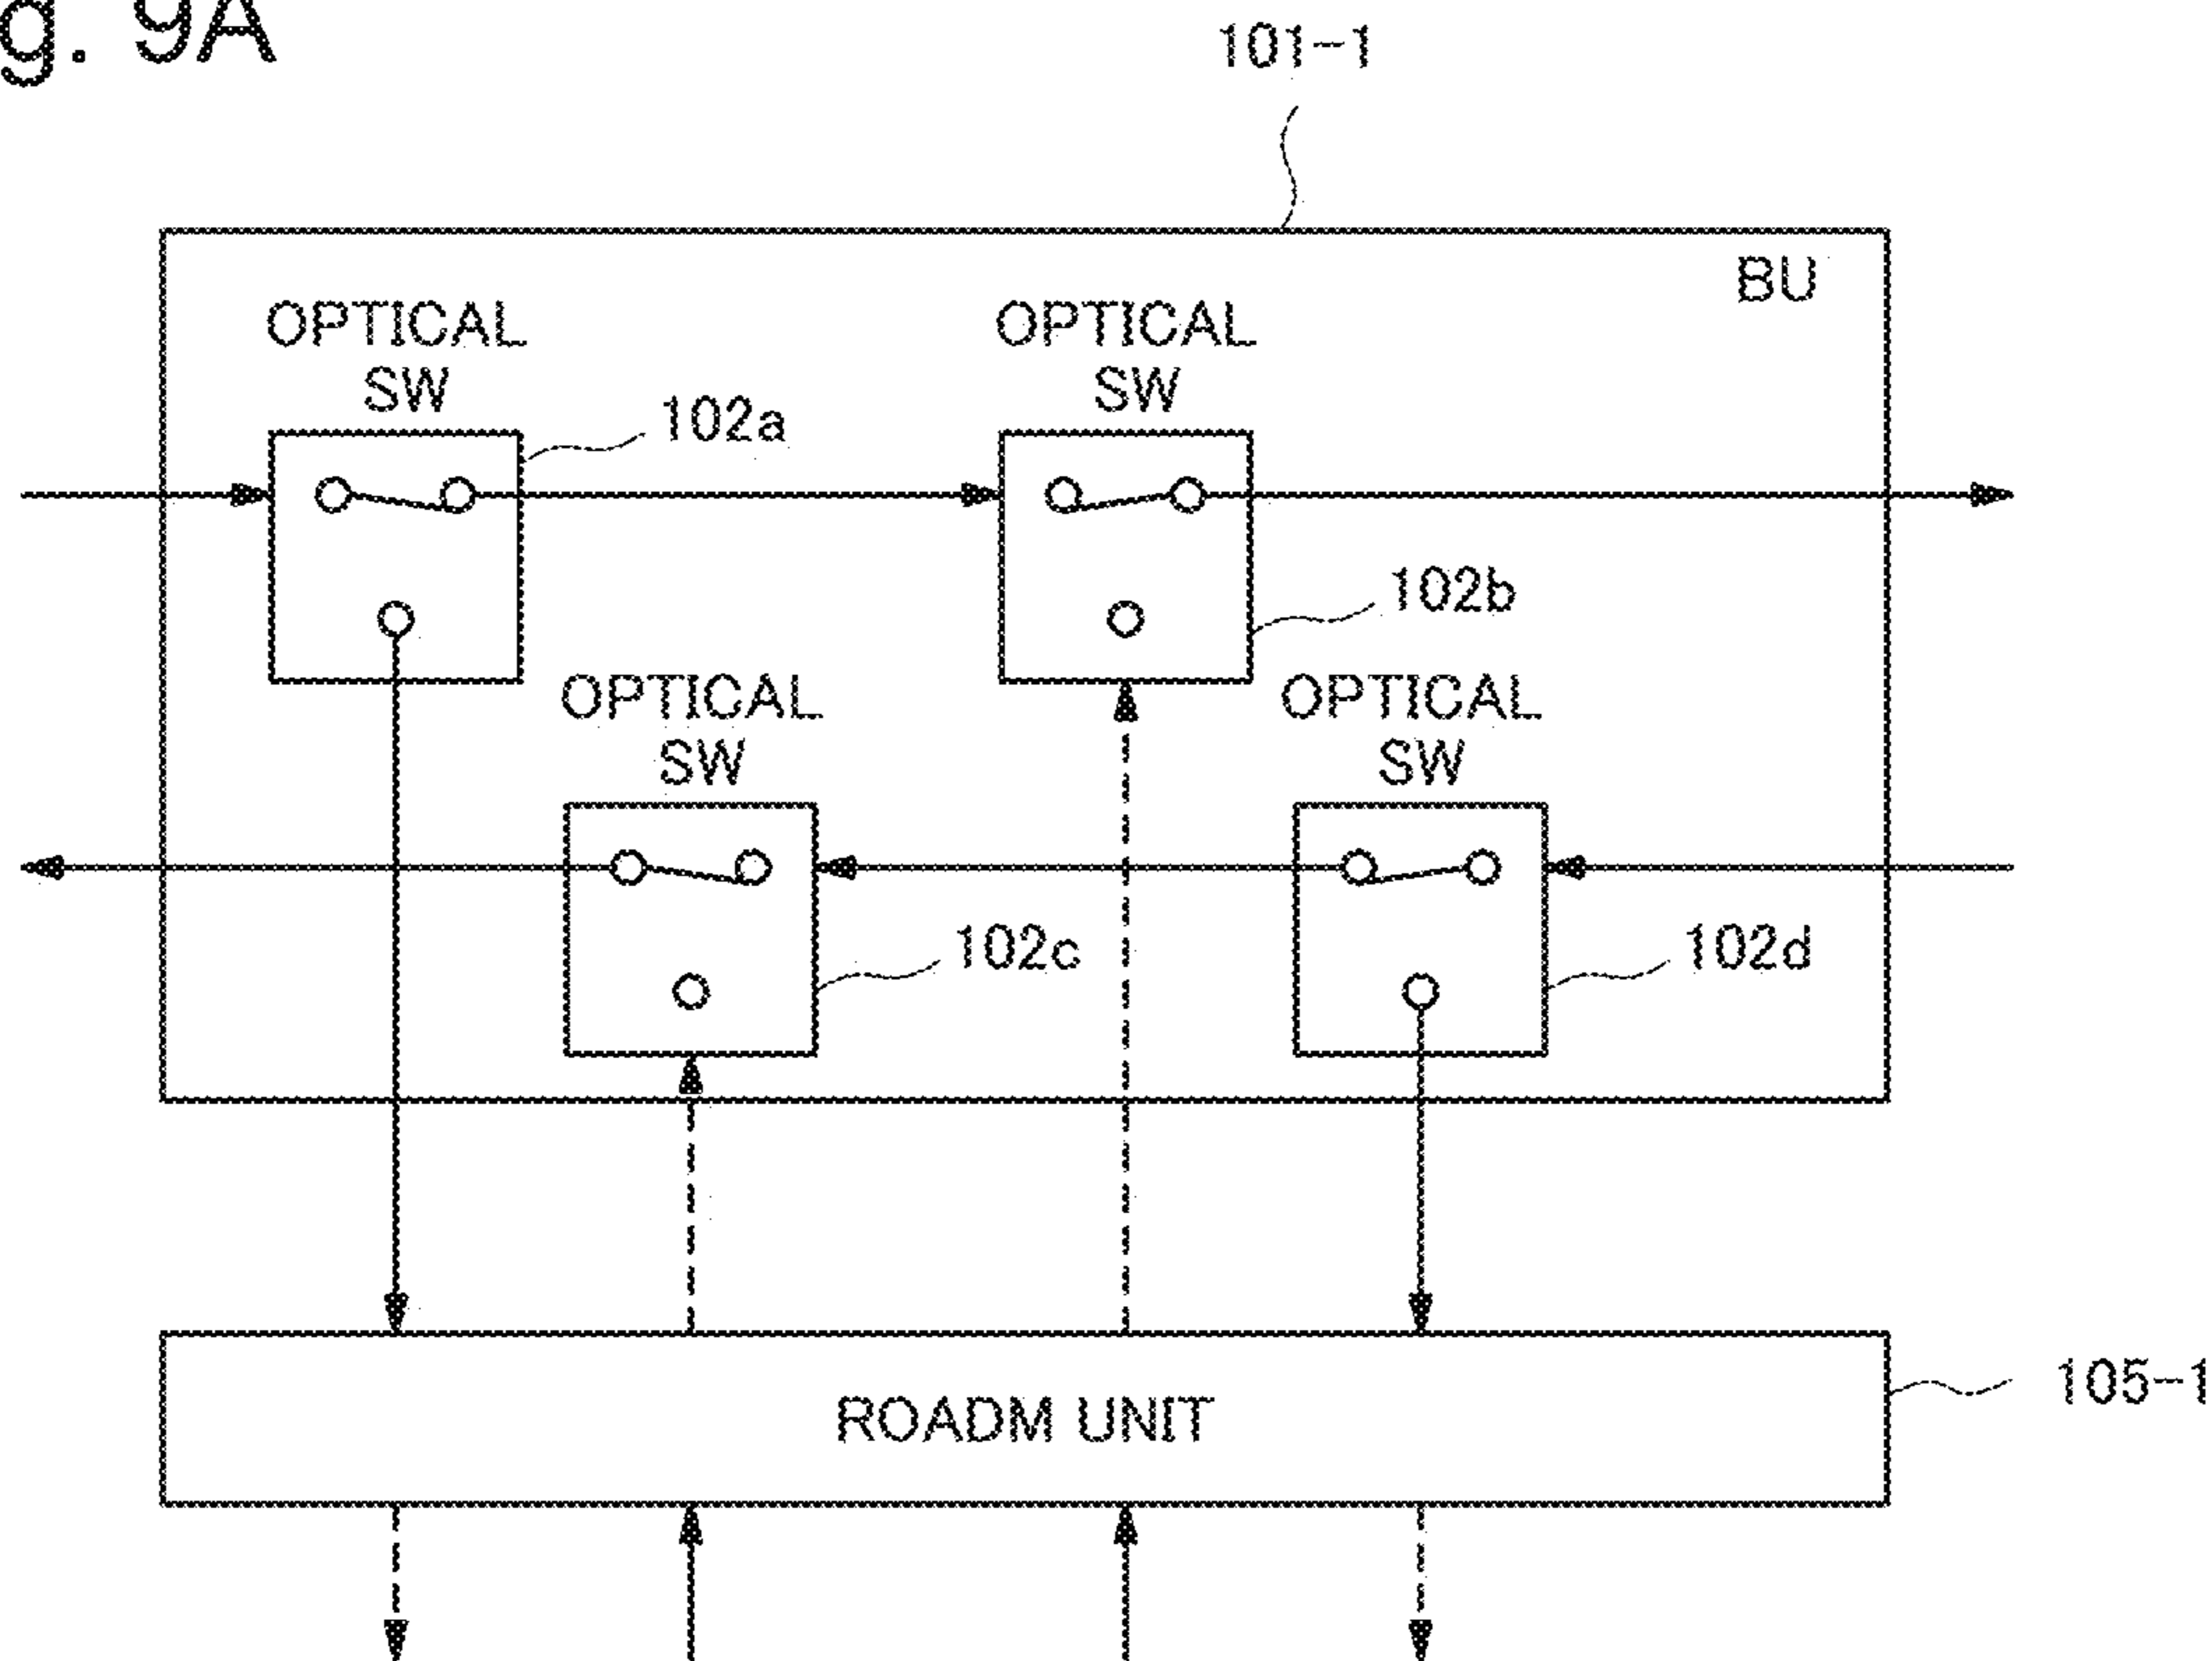 g. 9A
101-1
BU
OPTICAL
SW
102a
OPTICAL
SW
102b
OPTICAL
SW
102c
OPTICAL
SW
102d
ROADM UNIT
105-1